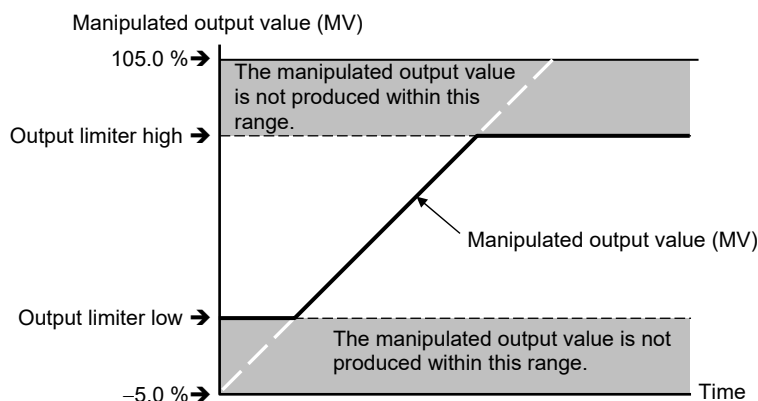 Manipulated output value (MV)
105.0 % ➔
The manipulated output value
is not produced within this
range.
Output limiter high ➔
Manipulated output value (MV)
Output limiter low ➔
The manipulated output value is not
produced within this range.
−5.0 % ➔
Time